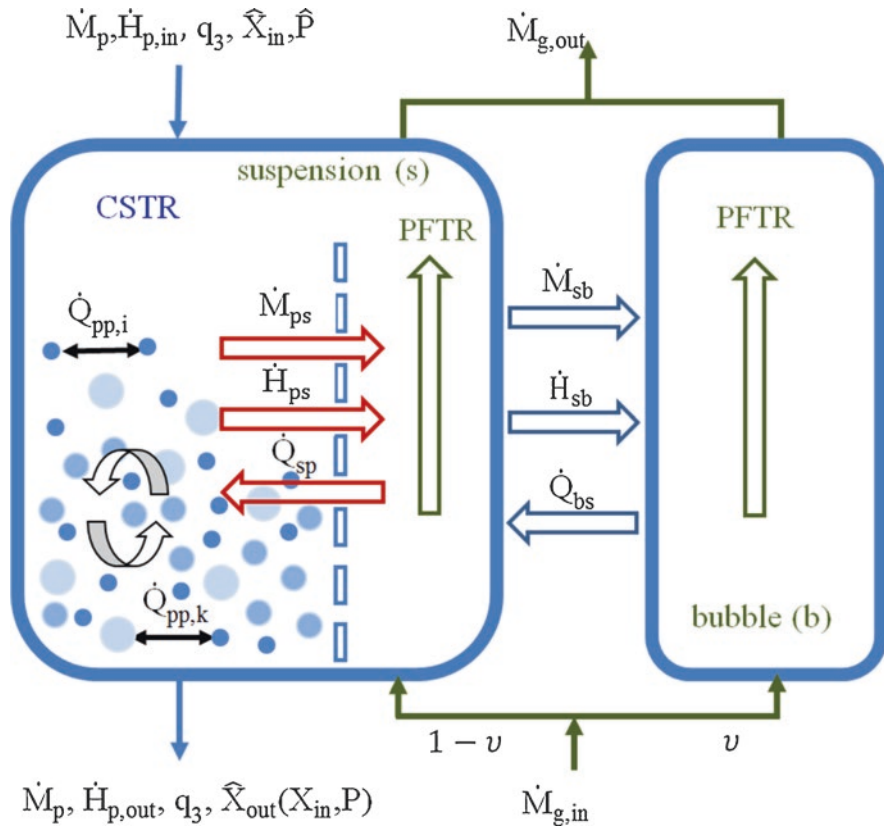 Ṁp,Ḣp,in, q3, X̂in,P̂
Ṁg,out
suspension (s)
CSTR
PFTR
PFTR
Q̇pp,i
Ṁps
Ṁsb
Ḣps
Ḣsb
Q̇sp
Q̇bs
Q̇pp,k
bubble (b)
1 − υ
υ
Ṁp, Ḣp,out, q3, X̂out(Xin,P)
Ṁg,in